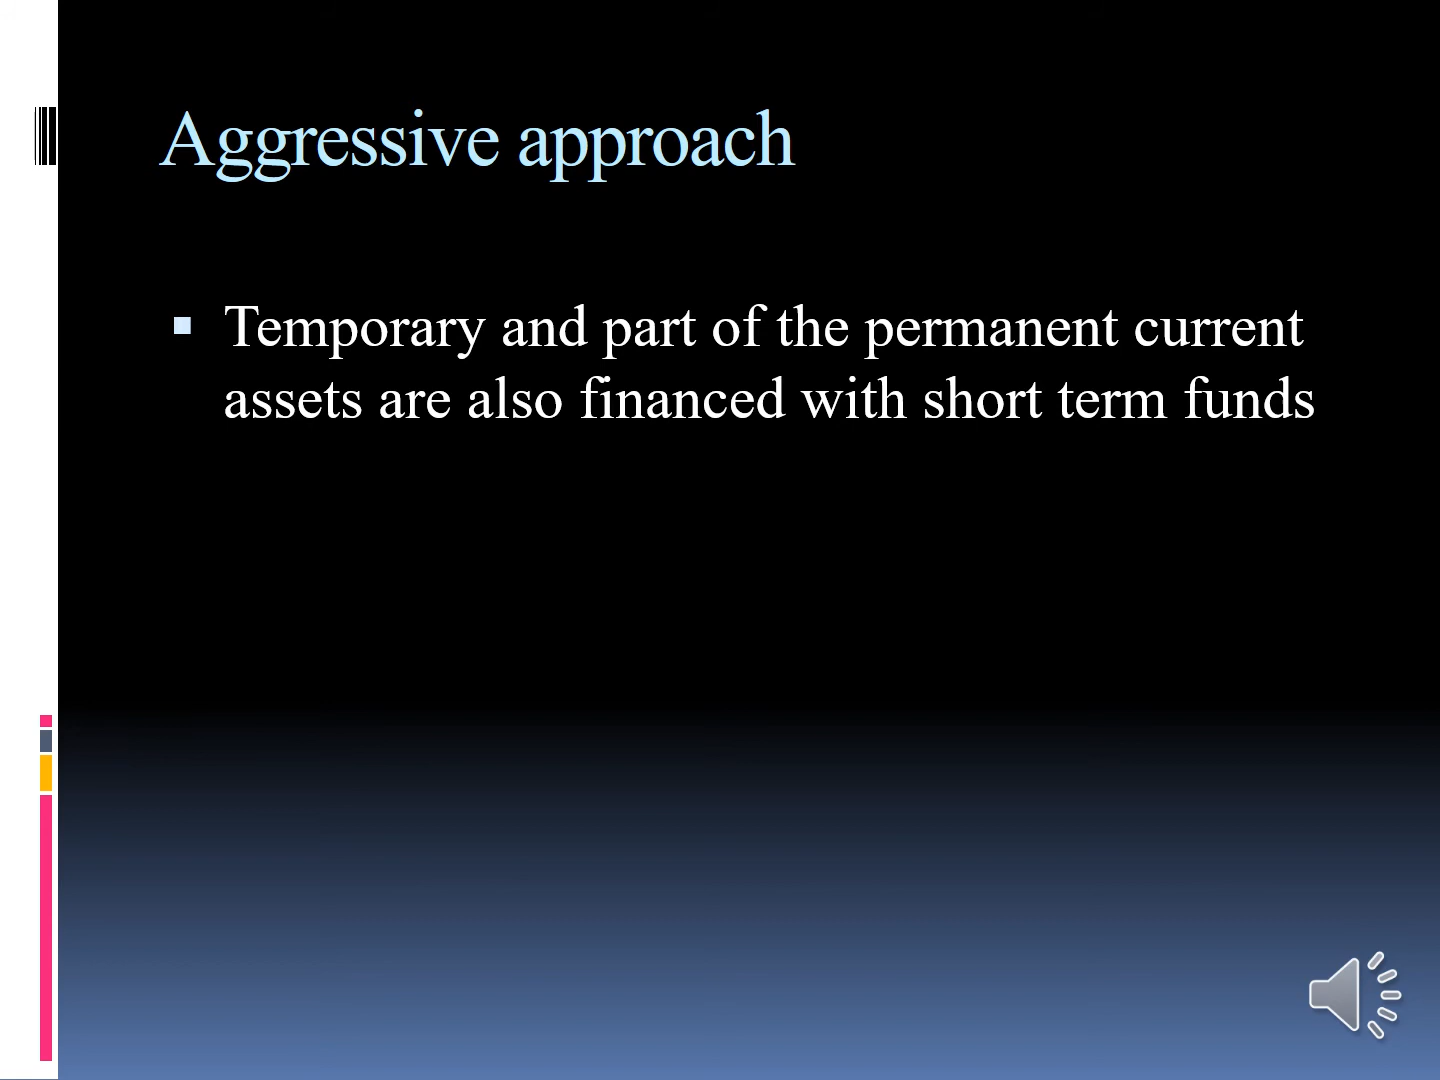 Aggressive approach
Temporary and part of the permanent current
assets are also financed with short term funds